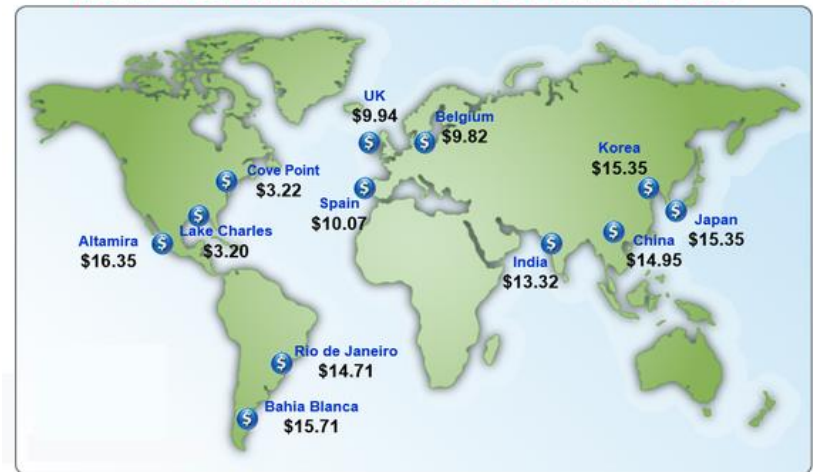 UK
$9.94
Belgium
$9.82
Korea
$15.35
Cove Point
$3.22
Spain
$10.07
Japan
$15.35
Lake Charles
$3.20
Altamira
$16.35
China
$14.95
India
$13.32
Rio de Janeiro
$14.71
Bahia Blanca
$15.71